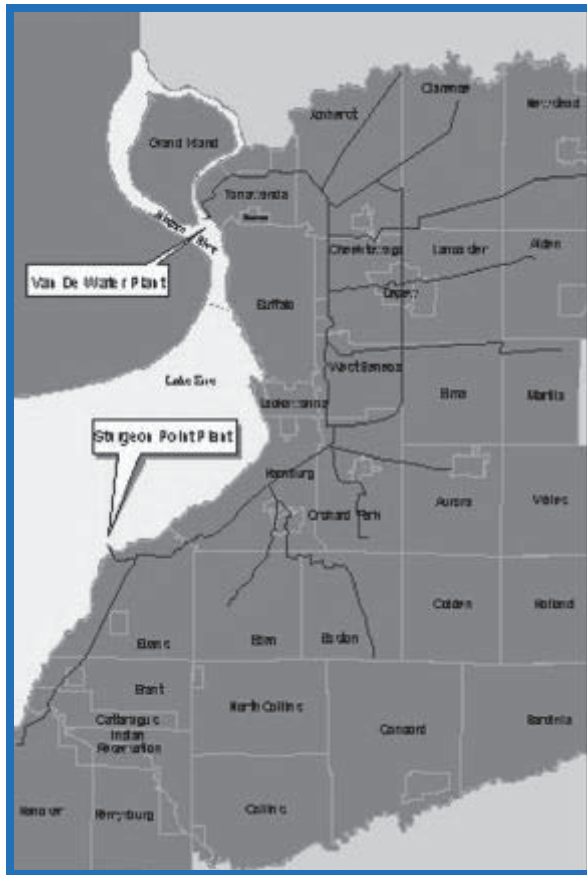 Clarence
Newstead
Amherst
Grand Island
Tonawanda
Niagara River
Cheektowaga
Lancaster
Alden
Van De Water Plant
Buffalo
West Seneca
Lake Erie
Elma
Marilla
Lackawanna
Sturgeon Point Plant
Hamburg
Aurora
Wales
Orchard Park
Colden
Holland
Evans
Eden
Boston
Brant
North Collins
Cattaragus
Indian
Reservation
Concord
Sardinia
Hanover
Perrysburg
Collins